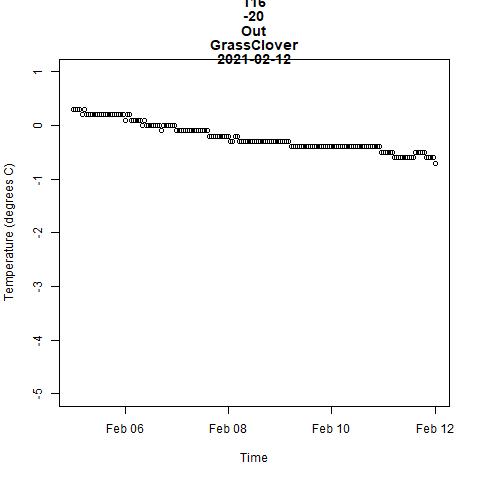 T16
-20
Out
GrassClover
2021-02-12
1
0
-1
-2
-3
-4
-5
Temperature (degrees C)
Feb 06 Feb 08 Feb 10 Feb 12
Time